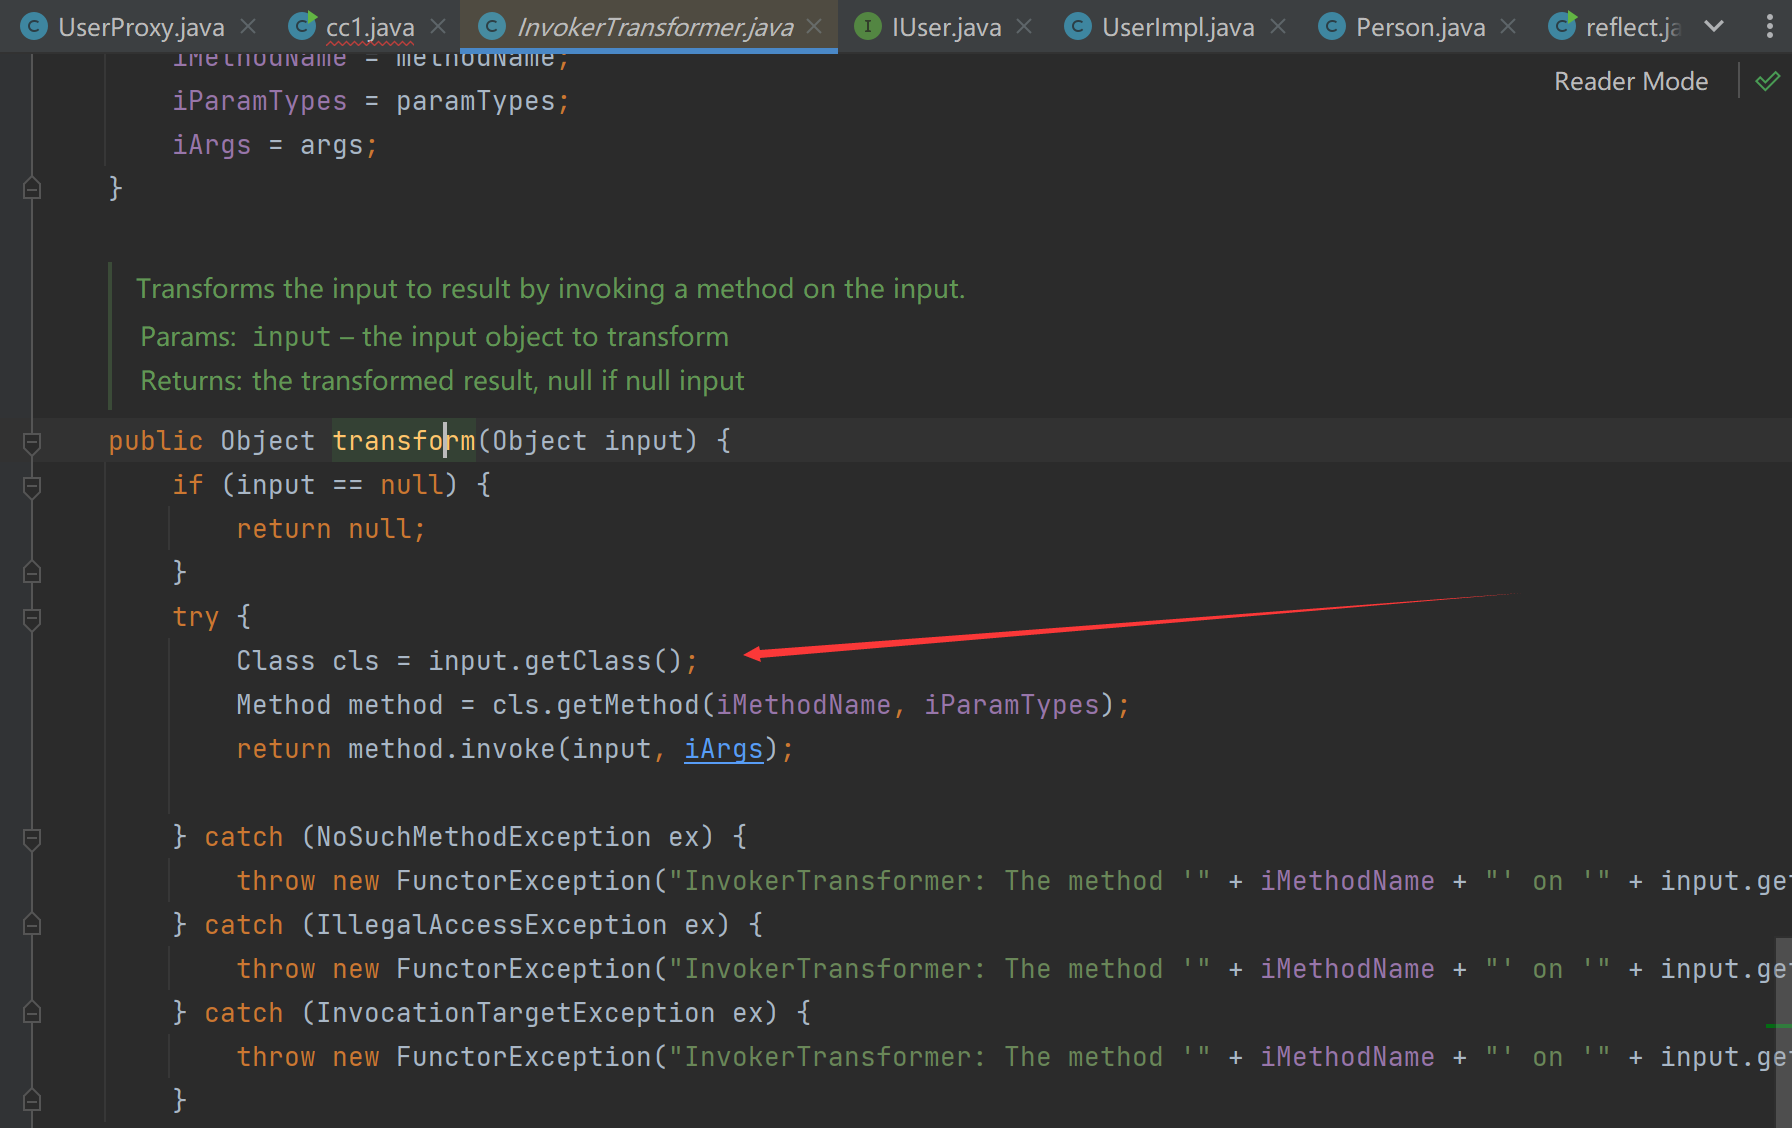 UserProxy.java cc1.java InvokerTransformer.java IUser.java UserImpl.java Person.java reflect.ja
iMethodName = methodName;
Reader Mode
iParamTypes = paramTypes;
iArgs = args;
}
Transforms the input to result by invoking a method on the input.
Params: input – the input object to transform
Returns: the transformed result, null if null input
public Object transform(Object input) {
if (input == null) {
return null;
}
try {
Class cls = input.getClass();
Method method = cls.getMethod(iMethodName, iParamTypes);
return method.invoke(input, iArgs);
} catch (NoSuchMethodException ex) {
throw new FunctorException("InvokerTransformer: The method '" + iMethodName + "' on '" + input.get
} catch (IllegalAccessException ex) {
throw new FunctorException("InvokerTransformer: The method '" + iMethodName + "' on '" + input.get
} catch (InvocationTargetException ex) {
throw new FunctorException("InvokerTransformer: The method '" + iMethodName + "' on '" + input.get
}